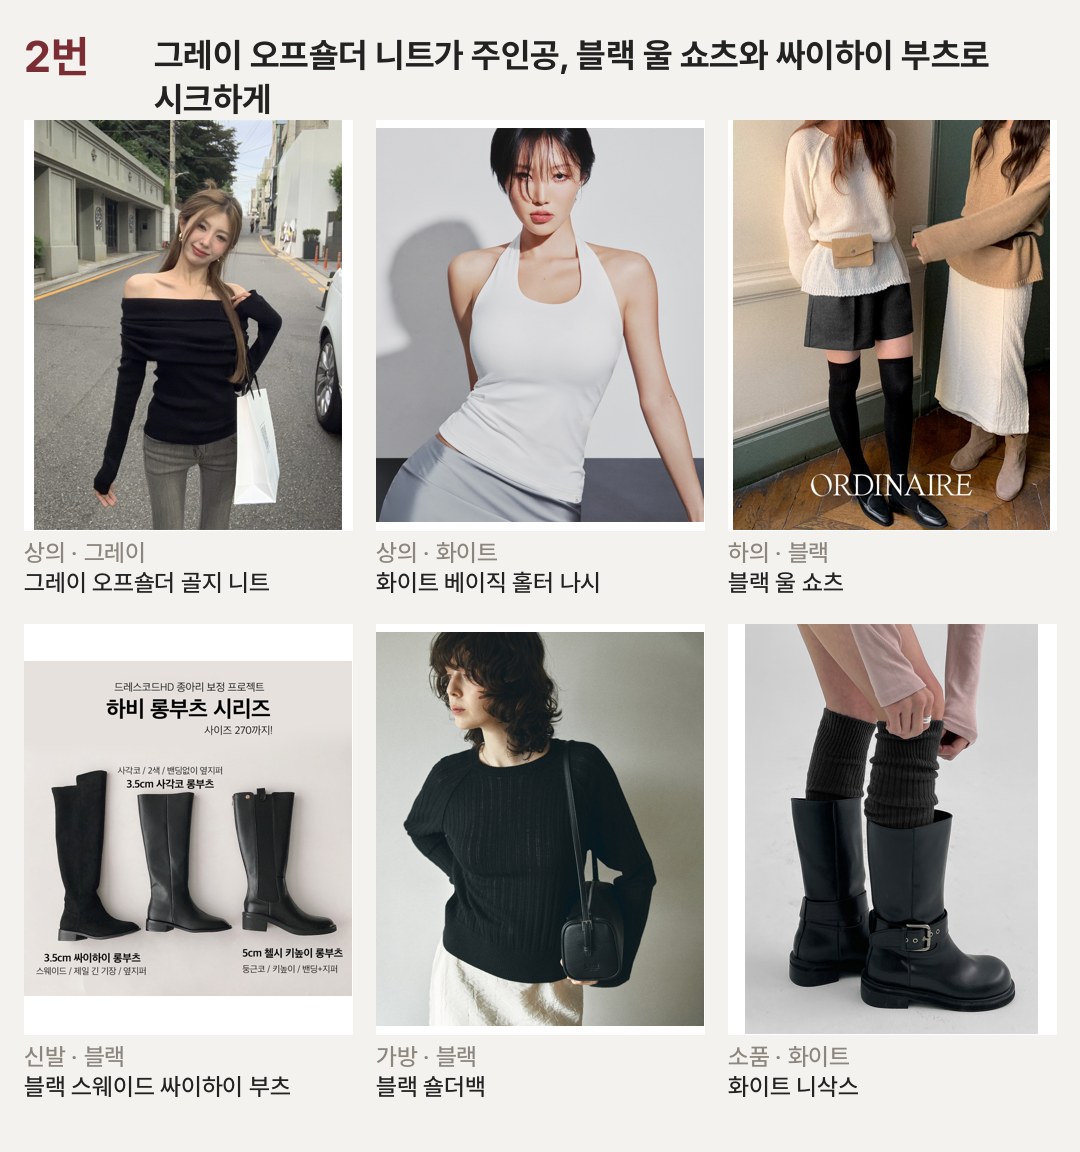 2번
그레이 오프숄더 니트가 주인공, 블랙 울 쇼츠와 싸이하이 부츠로
시크하게
ORDINAIRE
상의 · 그레이
그레이 오프숄더 골지 니트
상의 · 화이트
화이트 베이직 홀터 나시
하의 · 블랙
블랙 울 쇼츠
드레스코드HD 종아리 보정 프로젝트
하비 롱부츠 시리즈
사이즈 270까지!
사각코 / 2색 / 밴딩없이 옆지퍼
3.5cm 사각코 롱부츠
3.5cm 싸이하이 롱부츠
스웨이드 / 제일 긴 기장 / 옆지퍼
5cm 첼시 키높이 롱부츠
둥근코 / 키높이 / 밴딩+지퍼
신발 · 블랙
블랙 스웨이드 싸이하이 부츠
가방 · 블랙
블랙 숄더백
소품 · 화이트
화이트 니삭스